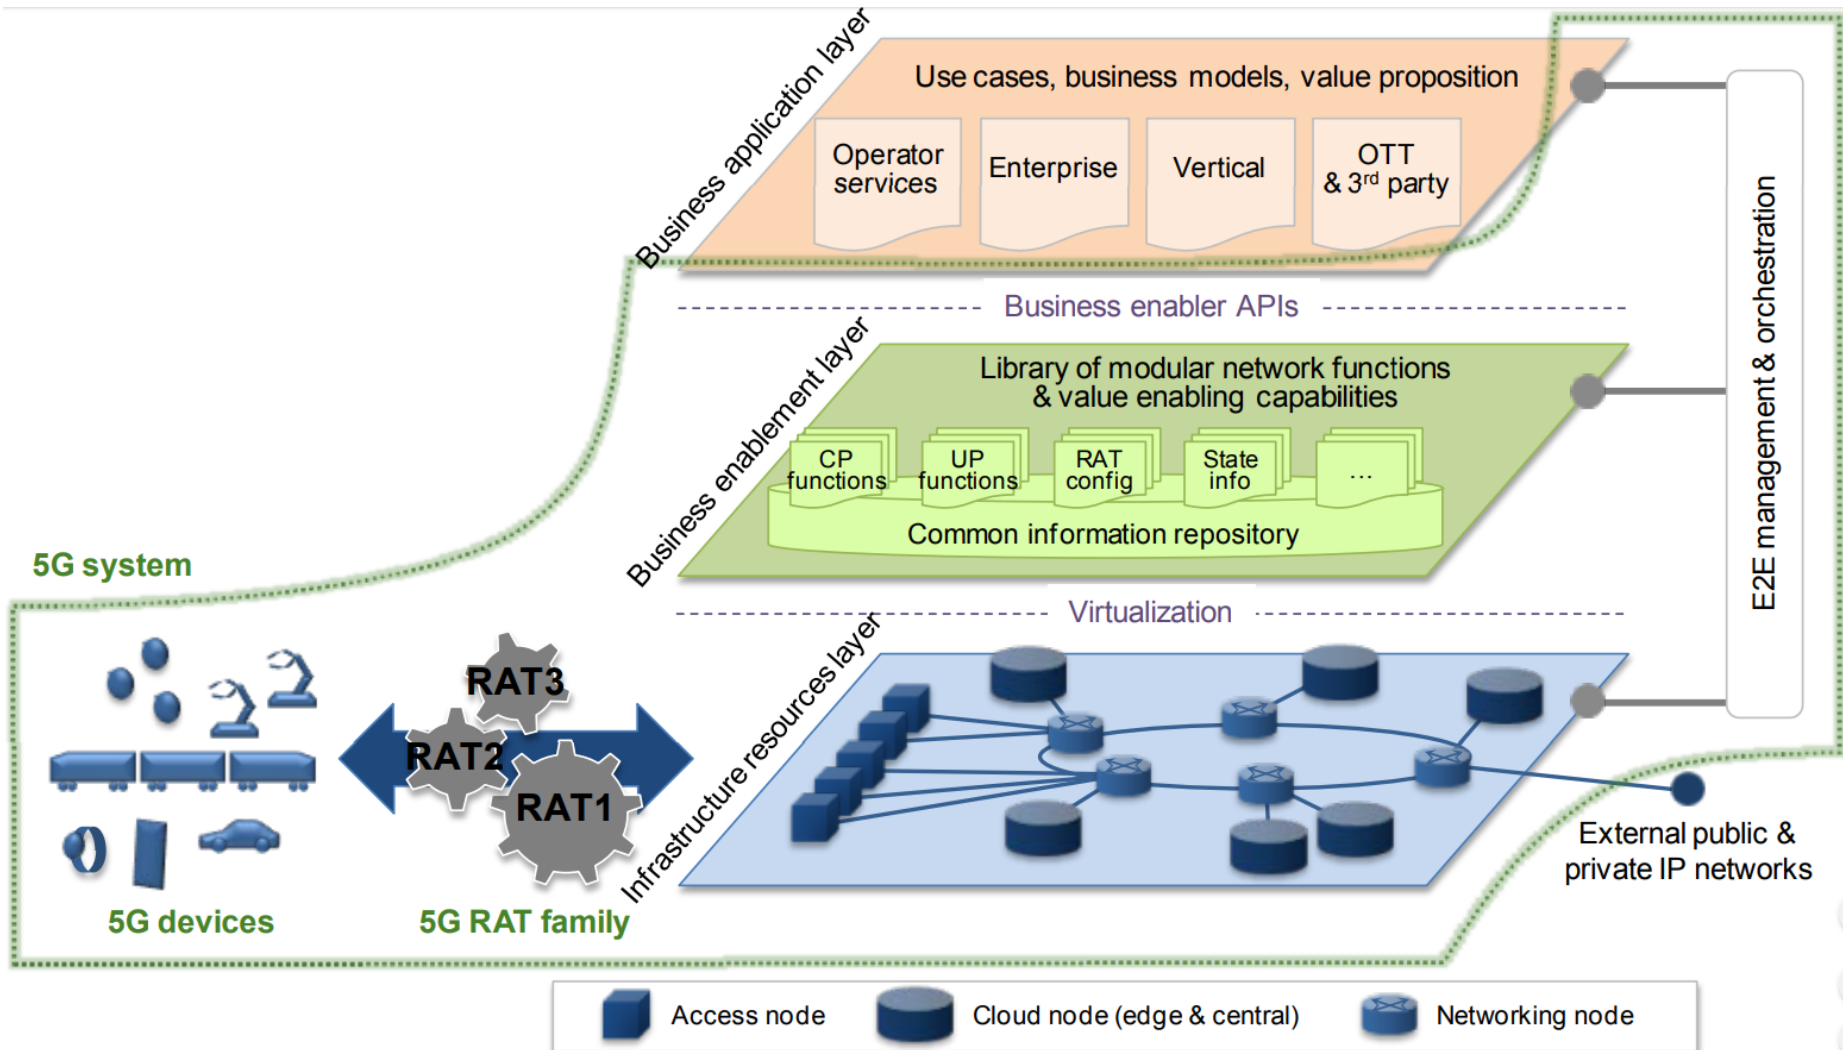 Business application layer
Use cases, business models, value proposition
Operator
services
Enterprise
Vertical
OTT
& 3rd party
Business enabler APIs
Business enablement layer
Library of modular network functions
& value enabling capabilities
CP
functions
UP
functions
RAT
config
State
info
...
Common information repository
E2E management & orchestration
Virtualization
5G system
Infrastructure resources layer
RAT3
RAT2
RAT1
5G devices
5G RAT family
External public &
private IP networks
Access node
Cloud node (edge & central)
Networking node